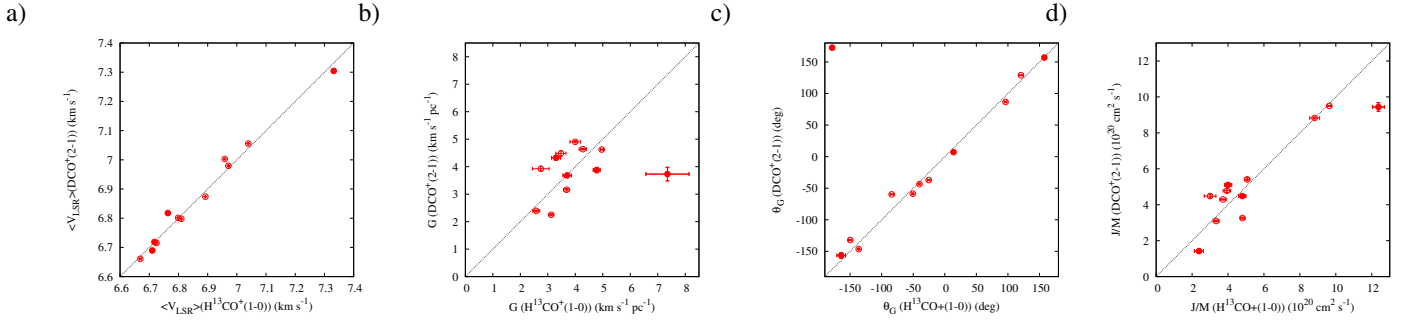 a)
b)
c)
d)
<V_LSR>(DCO⁺(2-1)) (km s⁻¹)
7.4
7.3
7.2
7.1
7
6.9
6.8
6.7
6.6
6.6 6.7 6.8 6.9 7 7.1 7.2 7.3 7.4
<V_LSR>(H¹³CO⁺(1-0)) (km s⁻¹)
G (DCO⁺(2-1)) (km s⁻¹ pc⁻¹)
8
7
6
5
4
3
2
1
0
0 1 2 3 4 5 6 7 8
G (H¹³CO⁺(1-0)) (km s⁻¹ pc⁻¹)
θ_G (DCO⁺(2-1)) (deg)
150
100
50
0
-50
-100
-150
-150 -100 -50 0 50 100 150
θ_G (H¹³CO+(1-0)) (deg)
J/M (DCO⁺(2-1)) (10²⁰ cm² s⁻¹)
12
10
8
6
4
2
0
0 2 4 6 8 10 12
J/M (H¹³CO+(1-0)) (10²⁰ cm² s⁻¹)